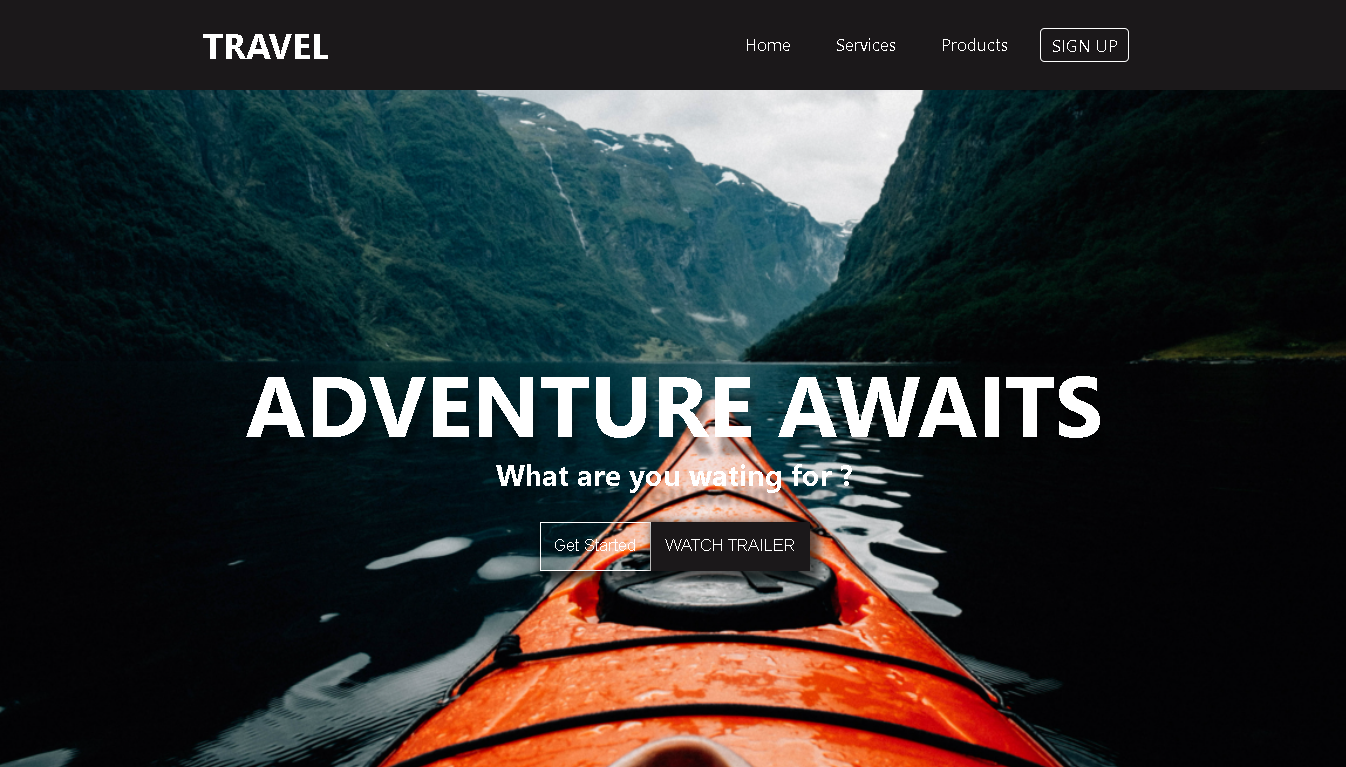 TRAVEL
Home Services Products SIGN UP
ADVENTURE AWAITS
What are you wating for ?
Get Started WATCH TRAILER